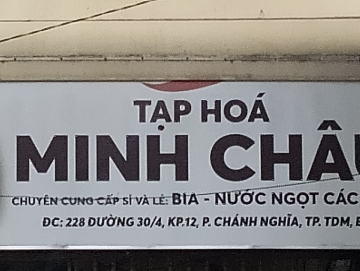 TẠP HOÁ
MINH CHÂU
CHUYÊN CUNG CẤP SỈ VÀ LẺ: BIA - NƯỚC NGỌT CÁC
ĐC: 228 ĐƯỜNG 30/4, KP.12, P. CHÁNH NGHĨA, TP. TDM,